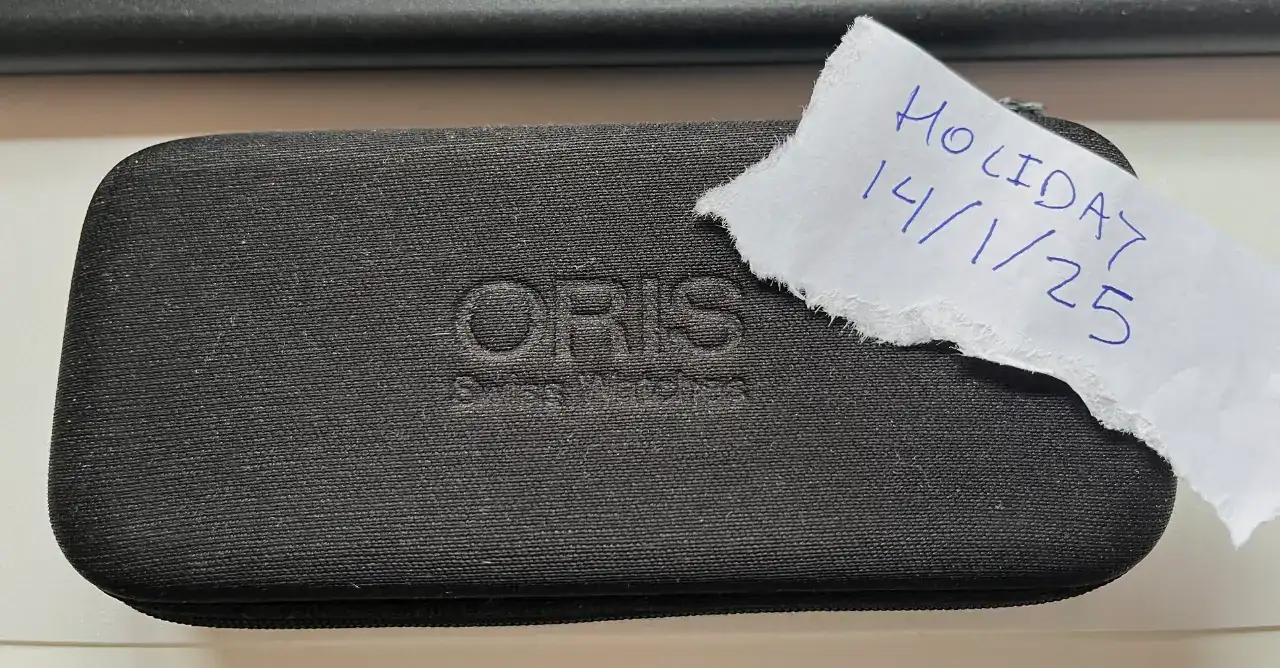 HOLIDAY
14/1/25
ORIS
Swiss Watches